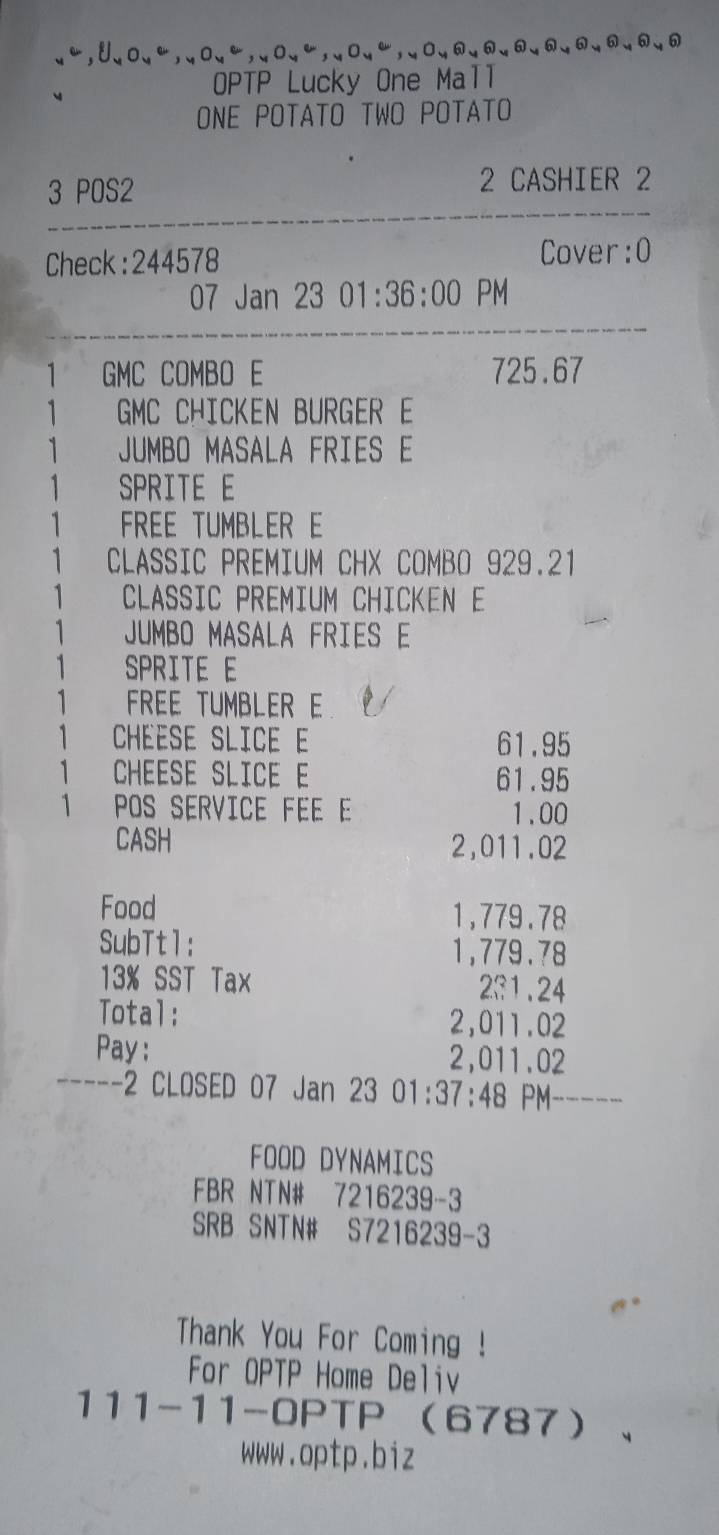 OPTP Lucky One Mall
ONE POTATO TWO POTATO
3 POS2 2 CASHIER 2
Check:244578 Cover:0
07 Jan 23 01:36:00 PM
1 GMC COMBO E 725.67
1 GMC CHICKEN BURGER E
1 JUMBO MASALA FRIES E
1 SPRITE E
1 FREE TUMBLER E
1 CLASSIC PREMIUM CHX COMBO 929.21
1 CLASSIC PREMIUM CHICKEN E
1 JUMBO MASALA FRIES E
1 SPRITE E
1 FREE TUMBLER E
1 CHEESE SLICE E 61.95
1 CHEESE SLICE E 61.95
1 POS SERVICE FEE E 1.00
CASH 2,011.02
Food 1,779.78
SubTtl: 1,779.78
13% SST Tax 231.24
Total: 2,011.02
Pay: 2,011.02
-----2 CLOSED 07 Jan 23 01:37:48 PM-----
FOOD DYNAMICS
FBR NTN# 7216239-3
SRB SNTN# S7216239-3
Thank You For Coming !
For OPTP Home Deliv
111-11-OPTP (6787)
www.optp.biz